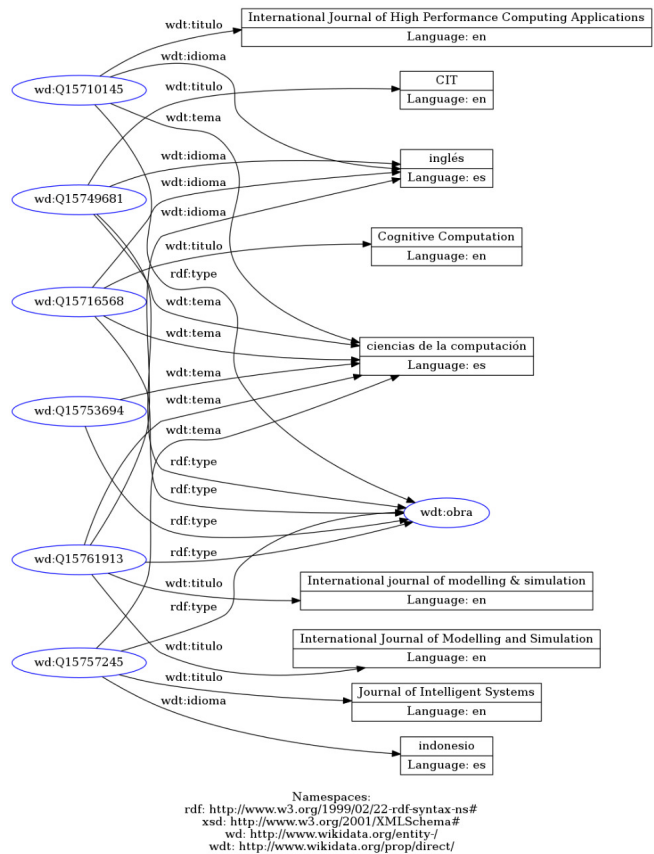 International Journal of High Performance Computing Applications
Language: en
wdt:titulo
wdt:idioma
wd:Q15710145
CIT
Language: en
wdt:titulo
wdt:tema
inglés
Language: es
wdt:idioma
wdt:idioma
wd:Q15749681
wdt:idioma
Cognitive Computation
Language: en
wdt:titulo
rdf:type
wd:Q15716568
wdt:tema
wdt:tema
ciencias de la computación
Language: es
wdt:tema
wdt:tema
wd:Q15753694
wdt:tema
rdf:type
rdf:type
wdt:obra
rdf:type
rdf:type
wd:Q15761913
wdt:titulo
International journal of modelling & simulation
Language: en
rdf:type
wdt:titulo
International Journal of Modelling and Simulation
Language: en
wd:Q15757245
wdt:titulo
Journal of Intelligent Systems
Language: en
wdt:idioma
indonesio
Language: es
Namespaces:
rdf: http://www.w3.org/1999/02/22-rdf-syntax-ns#
xsd: http://www.w3.org/2001/XMLSchema#
wd: http://www.wikidata.org/entity-/
wdt: http://www.wikidata.org/prop/direct/